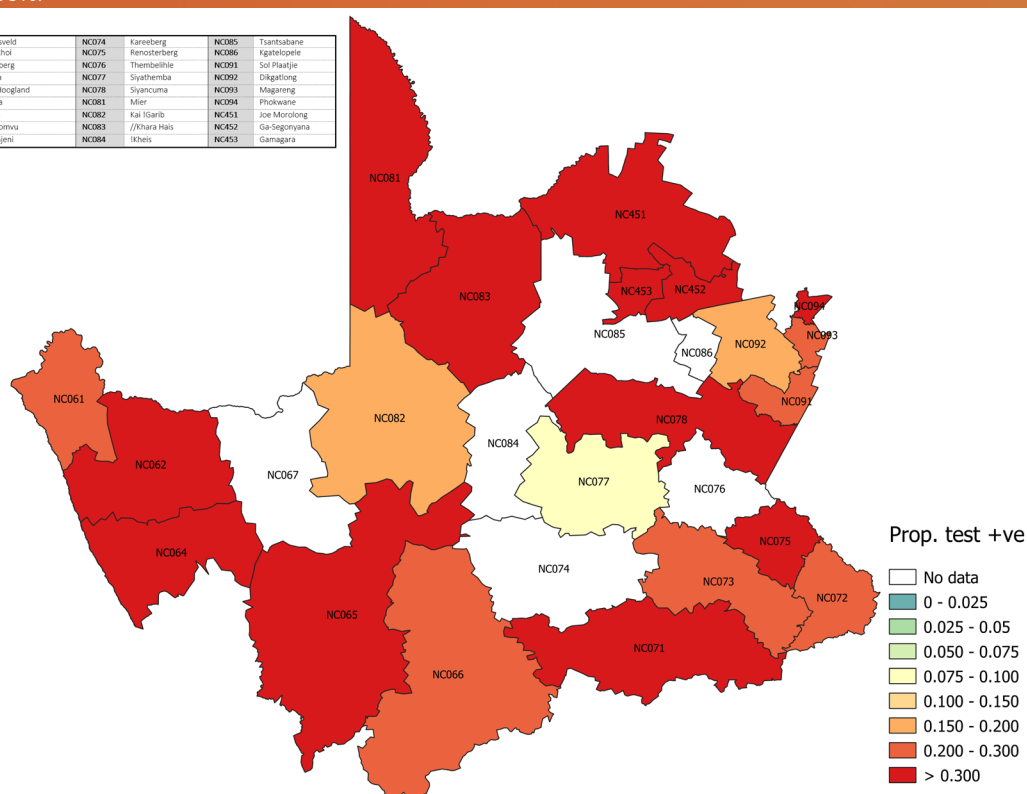 NC074 Kareeberg NC085 Tsantsabane
NC075 Renosterberg NC086 Kgatelopele
NC076 Thembelihle NC091 Sol Plaatjie
NC077 Siyathemba NC092 Dikgatlong
NC078 Siyancuma NC093 Magareng
NC081 Mier NC094 Phokwane
NC082 Kai !Garib NC451 Joe Morolong
NC083 //Khara Hais NC452 Ga-Segonyana
NC084 !Kheis NC453 Gamagara
NC081
NC451
NC083
NC453
NC452
NC094
NC085
NC093
NC092
NC086
NC061
NC091
NC082
NC078
NC084
NC062
NC067
NC077
NC076
NC075
NC064
NC074
NC073
NC072
NC065
NC071
NC066
Prop. test +ve
No data
0 - 0.025
0.025 - 0.05
0.050 - 0.075
0.075 - 0.100
0.100 - 0.150
0.150 - 0.200
0.200 - 0.300
> 0.300